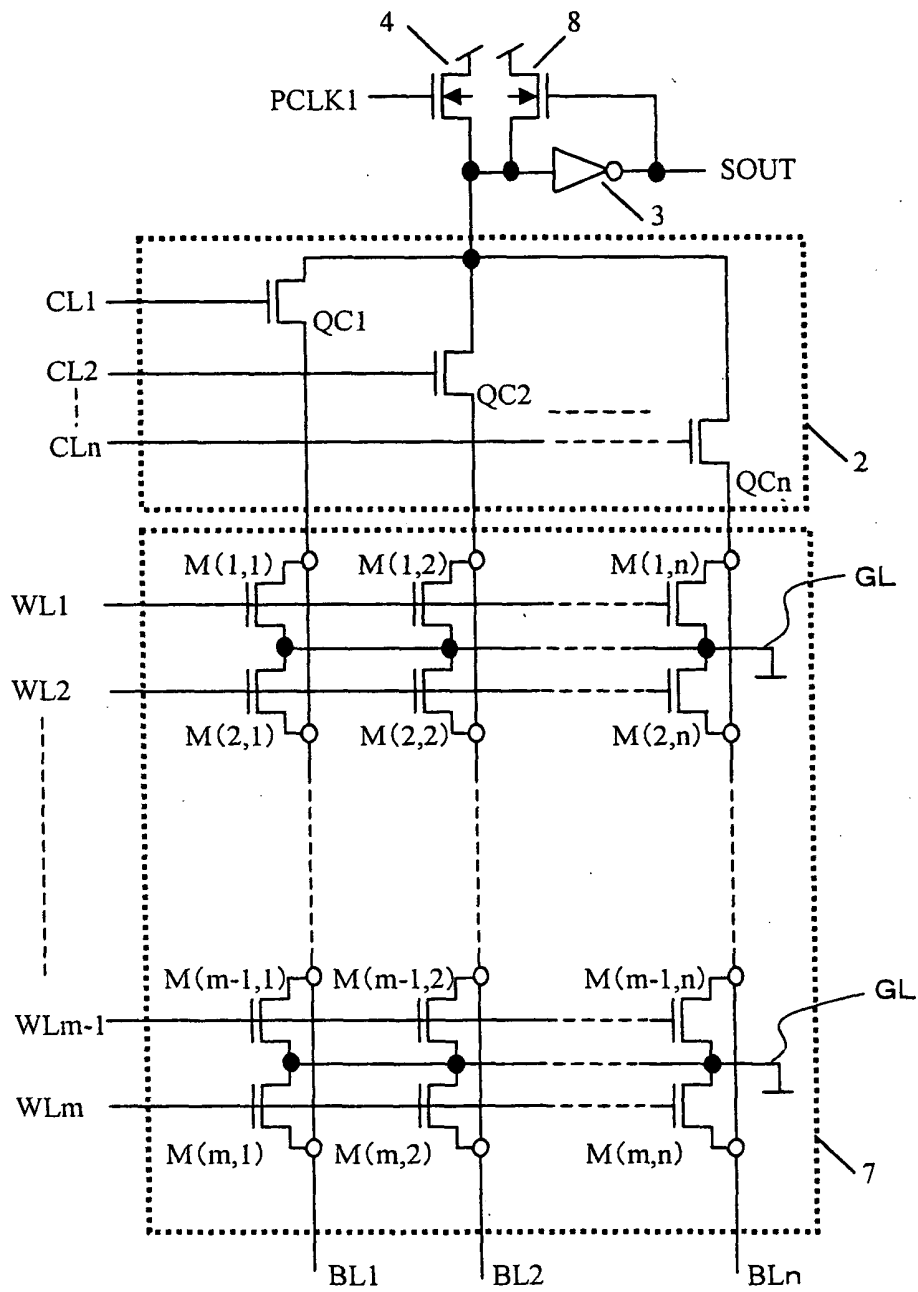 4 8
PCLK1
SOUT
3
CL1
QC1
CL2
QC2
CLn
QCn
2
M(1,1) M(1,2) M(1,n)
GL
WL1
WL2
M(2,1) M(2,2) M(2,n)
M(m-1,1) M(m-1,2) M(m-1,n)
GL
WLm-1
WLm
M(m,1) M(m,2) M(m,n)
7
BL1 BL2 BLn